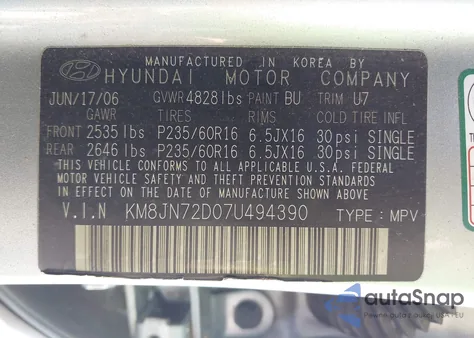 MANUFACTURED IN KOREA BY
HYUNDAI MOTOR COMPANY
JUN/17/06 GVWR 4828lbs PAINT BU TRIM U7
GAWR TIRES RIMS COLD TIRE INFL
FRONT 2535 lbs P235/60R16 6.5JX16 30psi SINGLE
REAR 2646 lbs P235/60R16 6.5JX16 30psi SINGLE
THIS VEHICLE CONFORMS TO ALL APPLICABLE U.S.A. FEDERAL
MOTOR VEHICLE SAFETY, BUMPER AND THEFT PREVENTION STANDARDS
IN EFFECT ON THE DATE OF MANUFACTURE SHOWN ABOVE.
V.I.N KM8JN72D07U494390 TYPE : MPV
autoSnap